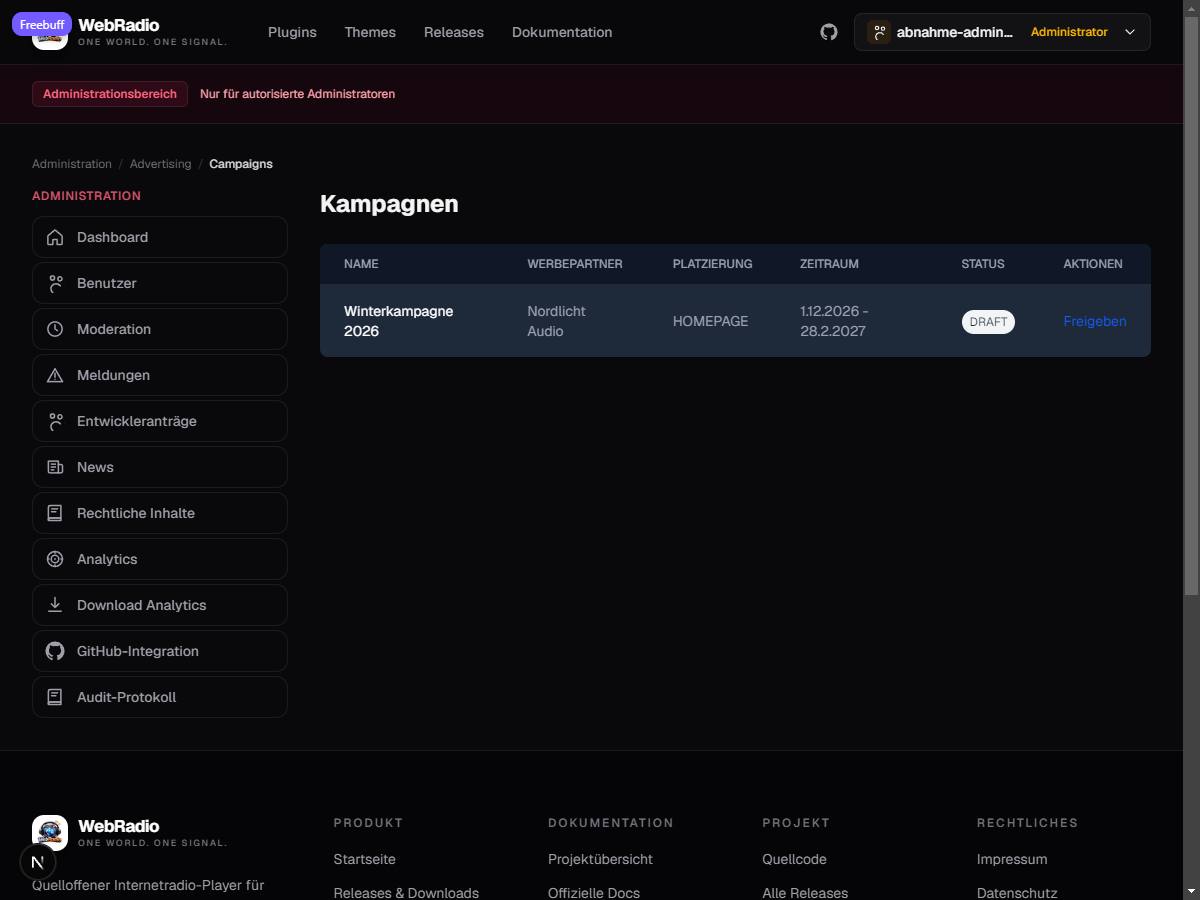 Freebuff
WebRadio
ONE WORLD. ONE SIGNAL.
Plugins
Themes
Releases
Dokumentation
abnahme-admin...
Administrator
Administrationsbereich
Nur für autorisierte Administratoren
Administration / Advertising / Campaigns
ADMINISTRATION
Dashboard
Benutzer
Moderation
Meldungen
Entwickleranträge
News
Rechtliche Inhalte
Analytics
Download Analytics
GitHub-Integration
Audit-Protokoll
Kampagnen
NAME WERBEPARTNER PLATZIERUNG ZEITRAUM STATUS AKTIONEN
Winterkampagne
2026
Nordlicht
Audio
HOMEPAGE
1.12.2026 -
28.2.2027
DRAFT
Freigeben
WebRadio
ONE WORLD. ONE SIGNAL.
N
Quelloffener Internetradio-Player für
PRODUKT
Startseite
Releases & Downloads
DOKUMENTATION
Projektübersicht
Offizielle Docs
PROJEKT
Quellcode
Alle Releases
RECHTLICHES
Impressum
Datenschutz